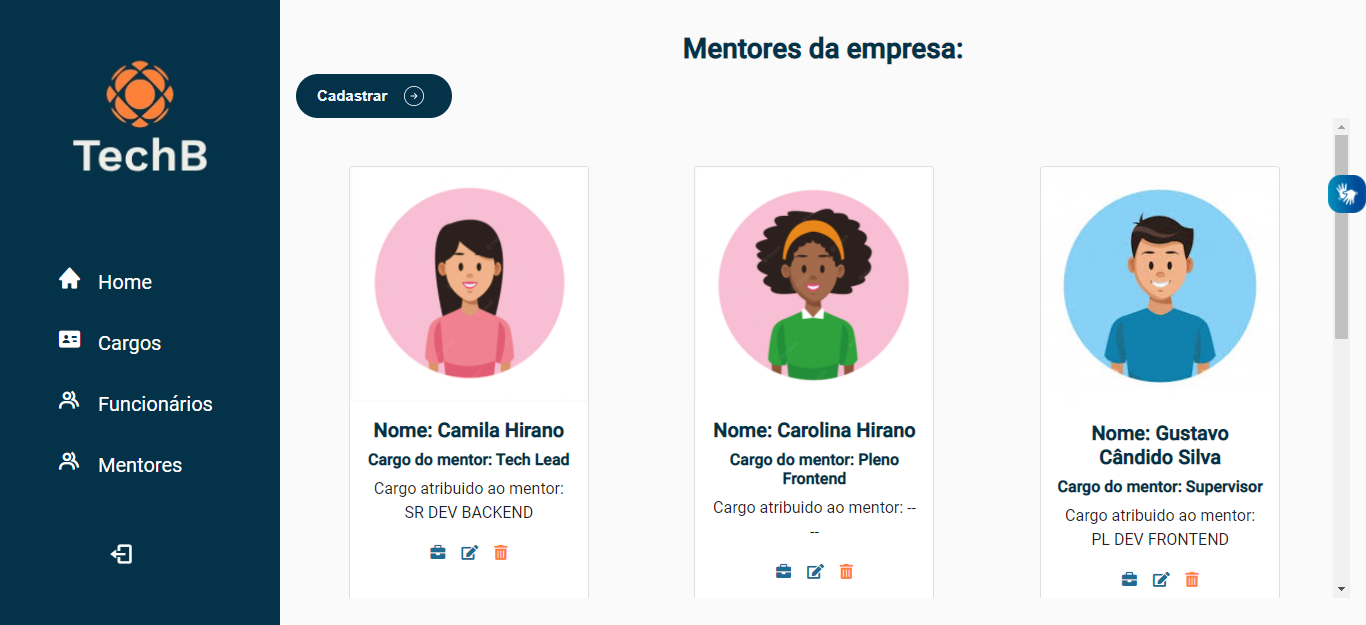 TechB
Home
Cargos
Funcionários
Mentores
Mentores da empresa:
Cadastrar
Nome: Camila Hirano
Cargo do mentor: Tech Lead
Cargo atribuido ao mentor:
SR DEV BACKEND
Nome: Carolina Hirano
Cargo do mentor: Pleno
Frontend
Cargo atribuido ao mentor: --
--
Nome: Gustavo
Cândido Silva
Cargo do mentor: Supervisor
Cargo atribuido ao mentor:
PL DEV FRONTEND